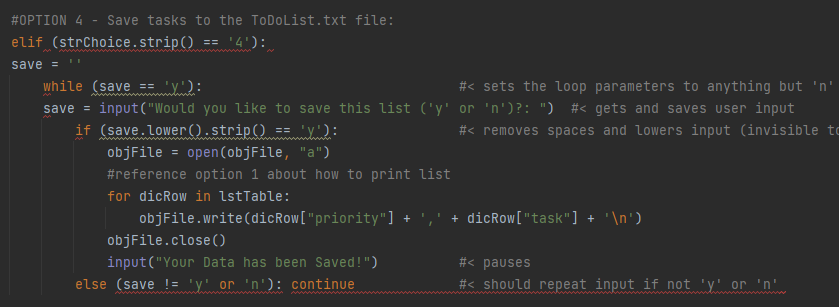 #OPTION 4 - Save tasks to the ToDoList.txt file:
elif (strChoice.strip() == '4'):
save = ''
while (save == 'y'): #< sets the loop parameters to anything but 'n'
save = input("Would you like to save this list ('y' or 'n')?: ") #< gets and saves user input
if (save.lower().strip() == 'y'): #< removes spaces and lowers input (invisible
objFile = open(objFile, "a")
#reference option 1 about how to print list
for dicRow in lstTable:
objFile.write(dicRow["priority"] + ',' + dicRow["task"] + '\n')
objFile.close()
input("Your Data has been Saved!") #< pauses
else (save != 'y' or 'n'): continue #< should repeat input if not 'y' or 'n'